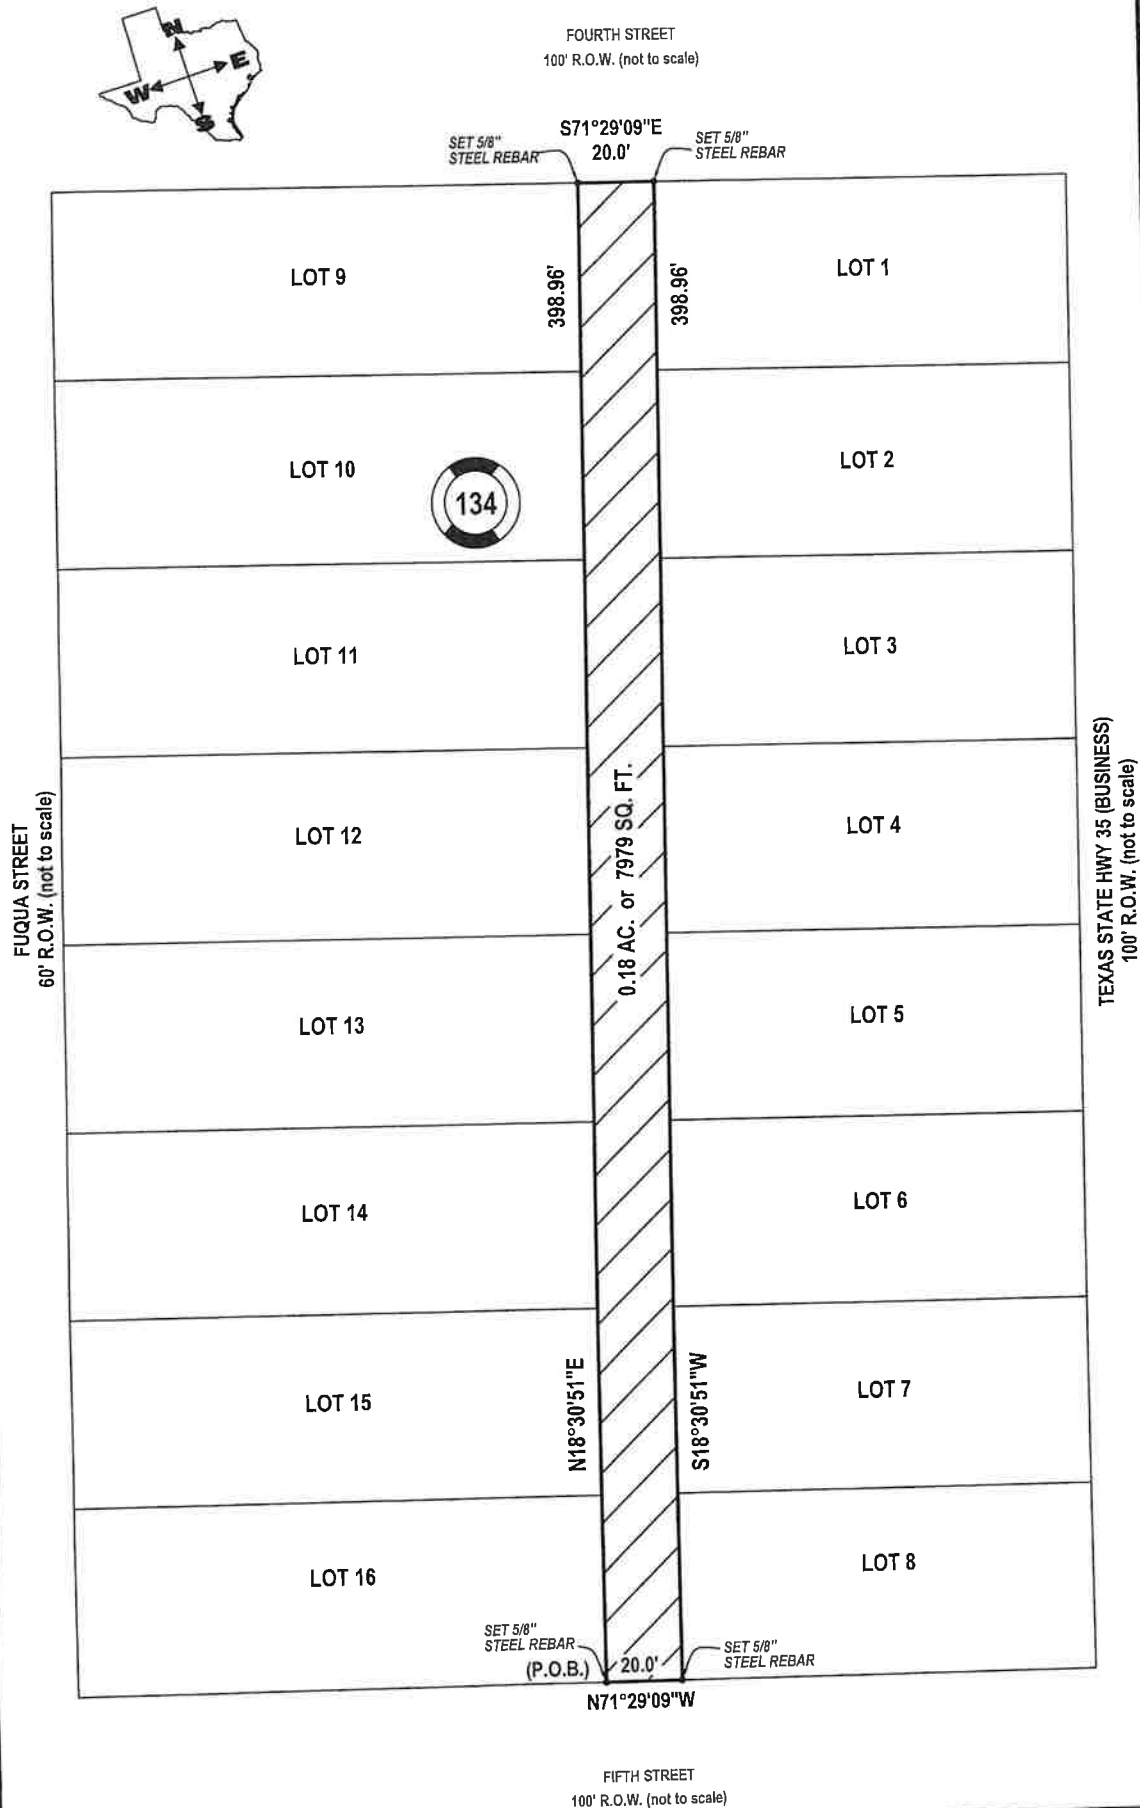 N
E
W
S
FOURTH STREET
100' R.O.W. (not to scale)
SET 5/8"
STEEL REBAR
S71°29'09"E
20.0'
SET 5/8"
STEEL REBAR
LOT 9
398.96'
398.96'
LOT 1
LOT 10
134
LOT 2
LOT 11
LOT 3
FUQUA STREET
60' R.O.W. (not to scale)
LOT 12
0.18 AC. or 7979 SQ. FT.
LOT 4
TEXAS STATE HWY 35 (BUSINESS)
100' R.O.W. (not to scale)
LOT 13
LOT 5
LOT 14
LOT 6
LOT 15
N18°30'51"E
S18°30'51"W
LOT 7
LOT 16
LOT 8
SET 5/8"
STEEL REBAR
(P.O.B.)
20.0'
SET 5/8"
STEEL REBAR
N71°29'09"W
FIFTH STREET
100' R.O.W. (not to scale)